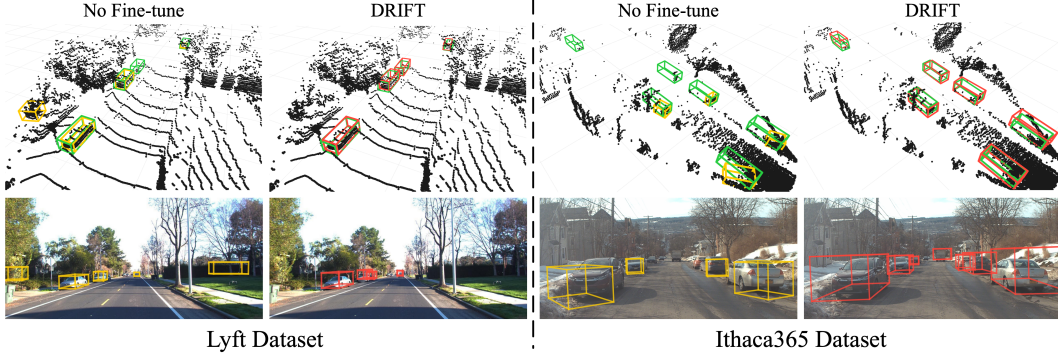 No Fine-tune
DRIFT
No Fine-tune
DRIFT
Lyft Dataset
Ithaca365 Dataset